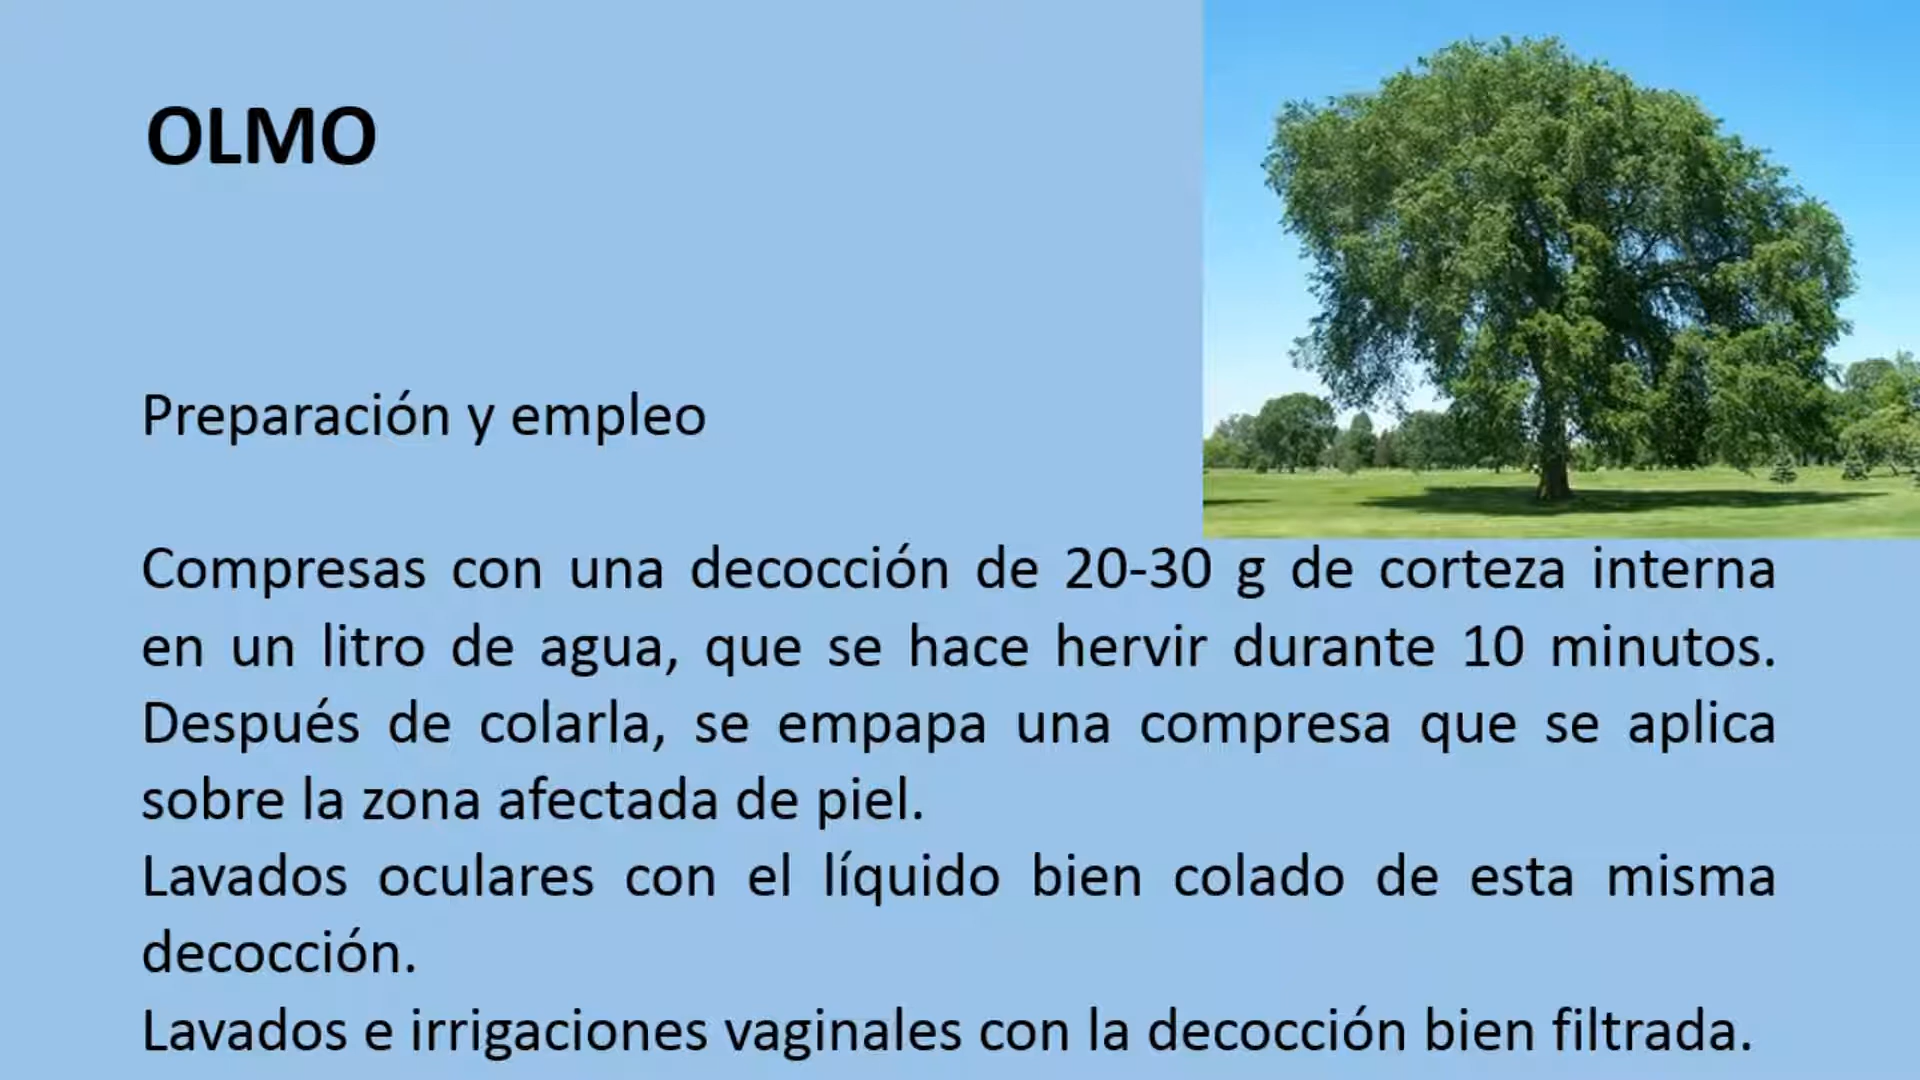 OLMO
Preparación y empleo
Compresas con una decocción de 20-30 g de corteza interna
en un litro de agua, que se hace hervir durante 10 minutos.
Después de colarla, se empapa una compresa que se aplica
sobre la zona afectada de piel.
Lavados oculares con el líquido bien colado de esta misma
decocción.
Lavados e irrigaciones vaginales con la decocción bien filtrada.